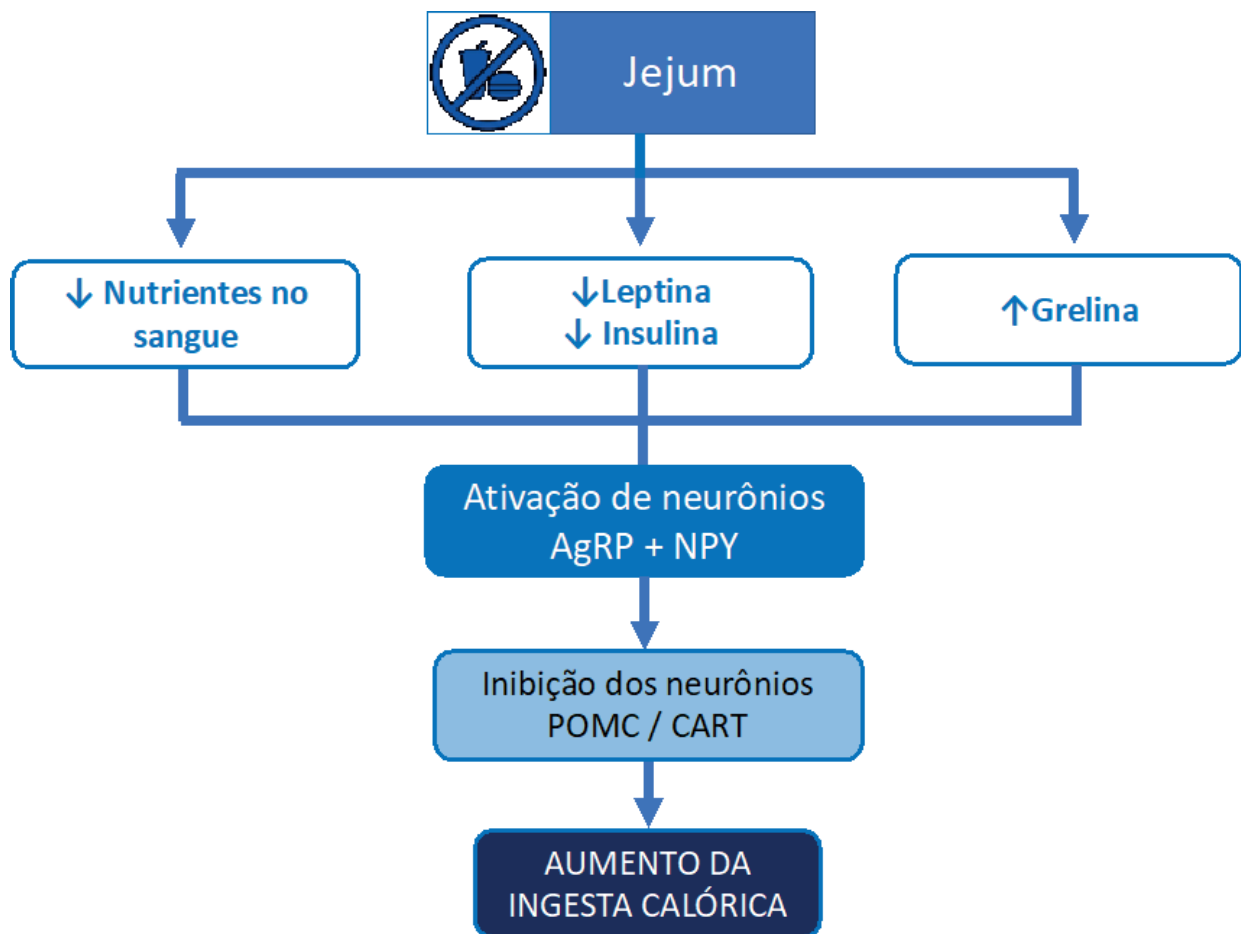 Jejum
↓ Nutrientes no
sangue
↓Leptina
↓ Insulina
↑Grelina
Ativação de neurônios
AgRP + NPY
Inibição dos neurônios
POMC / CART
AUMENTO DA
INGESTA CALÓRICA